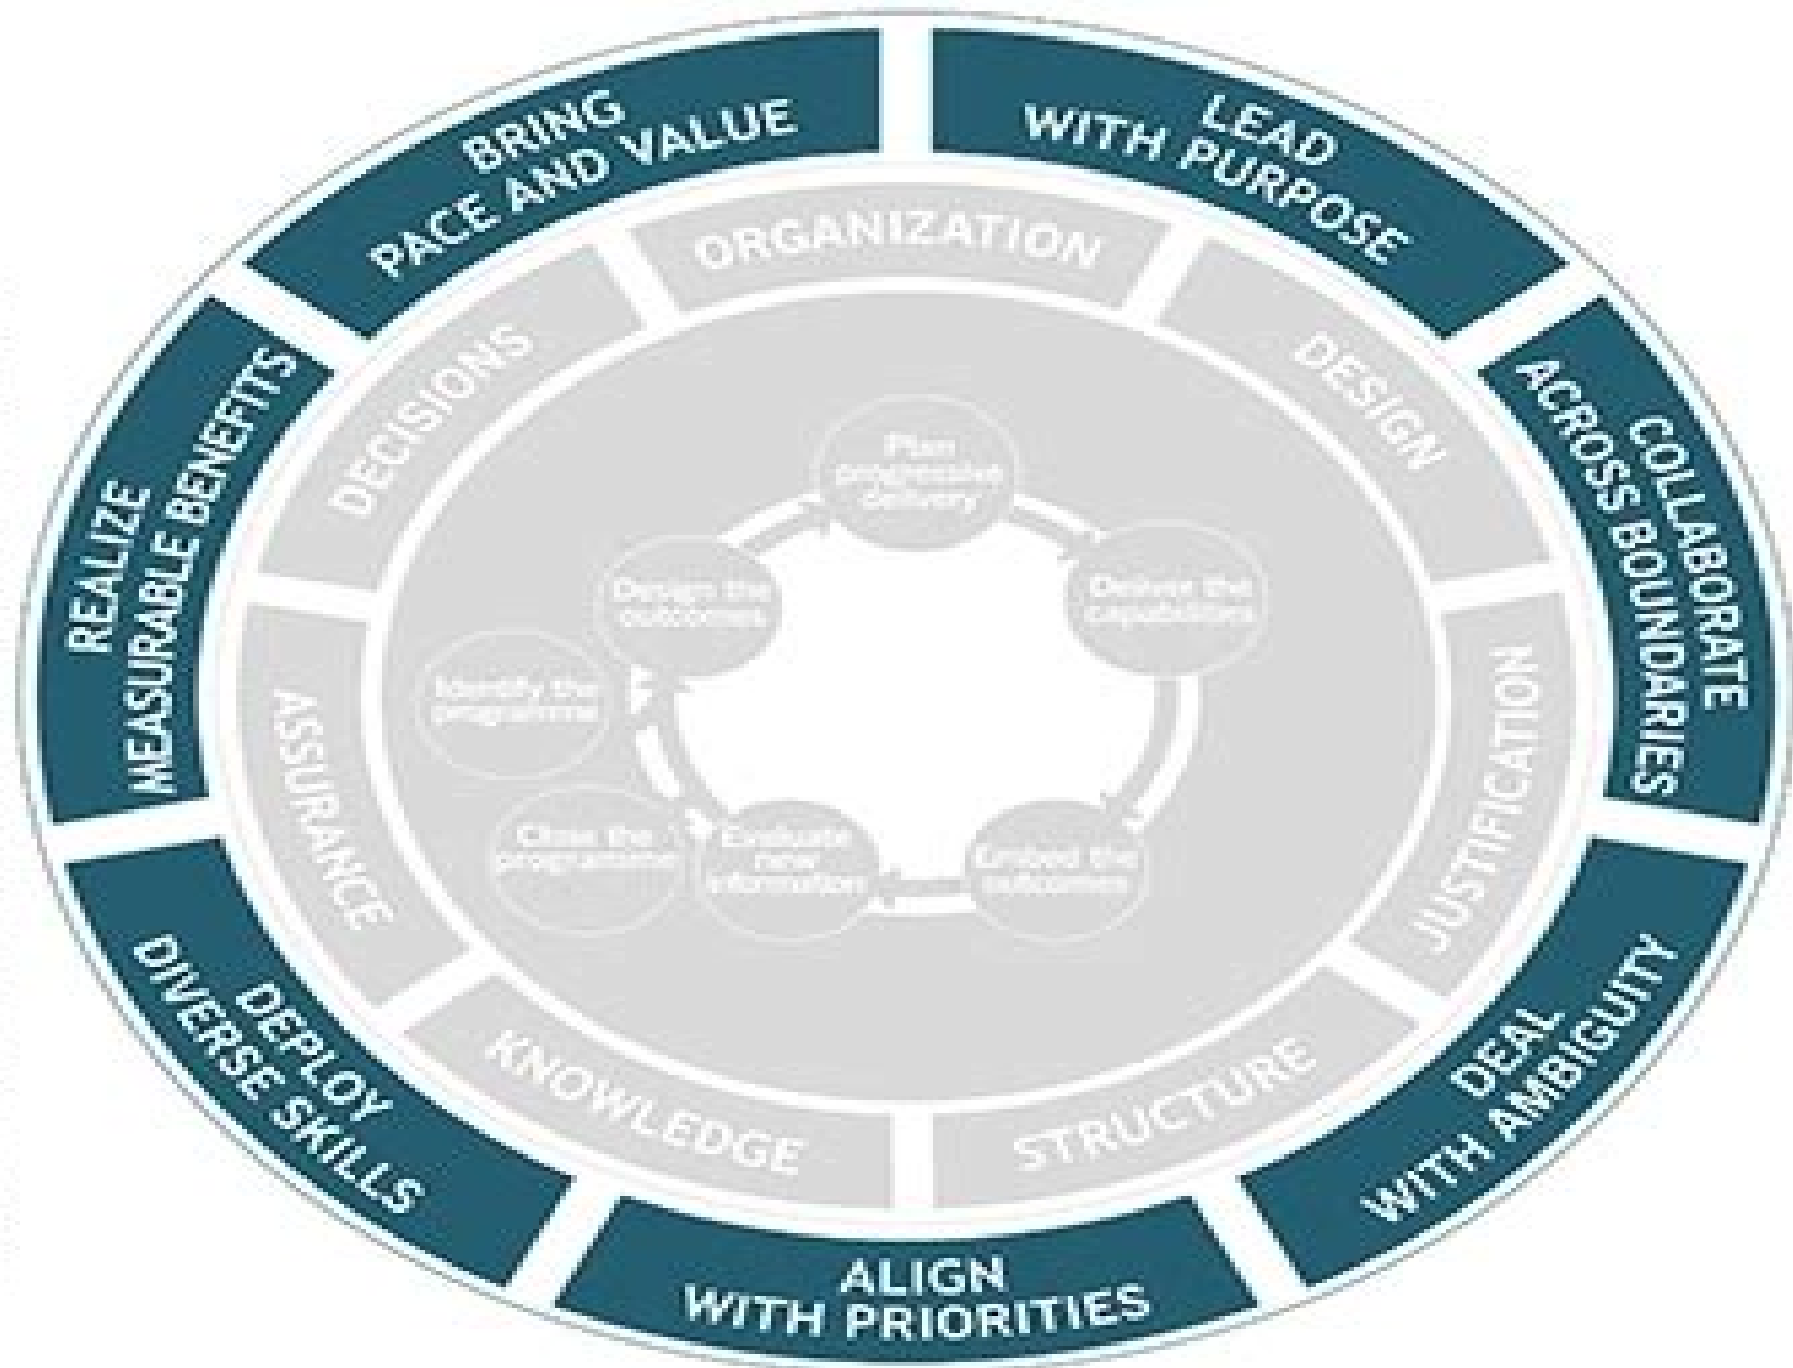 BRING
PACE AND VALUE
LEAD
WITH PURPOSE
COLLABORATE
ACROSS BOUNDARIES
DEAL
WITH AMBIGUITY
ALIGN
WITH PRIORITIES
DEPLOY
DIVERSE SKILLS
REALIZE
MEASURABLE BENEFITS
ORGANIZATION
DESIGN
JUSTIFICATION
STRUCTURE
KNOWLEDGE
ASSURANCE
DECISIONS
Plan
progressive
delivery
Deliver the
capabilities
Embed the
outcomes
Evaluate
new
information
Close the
programme
Identify the
programme
Design the
outcomes